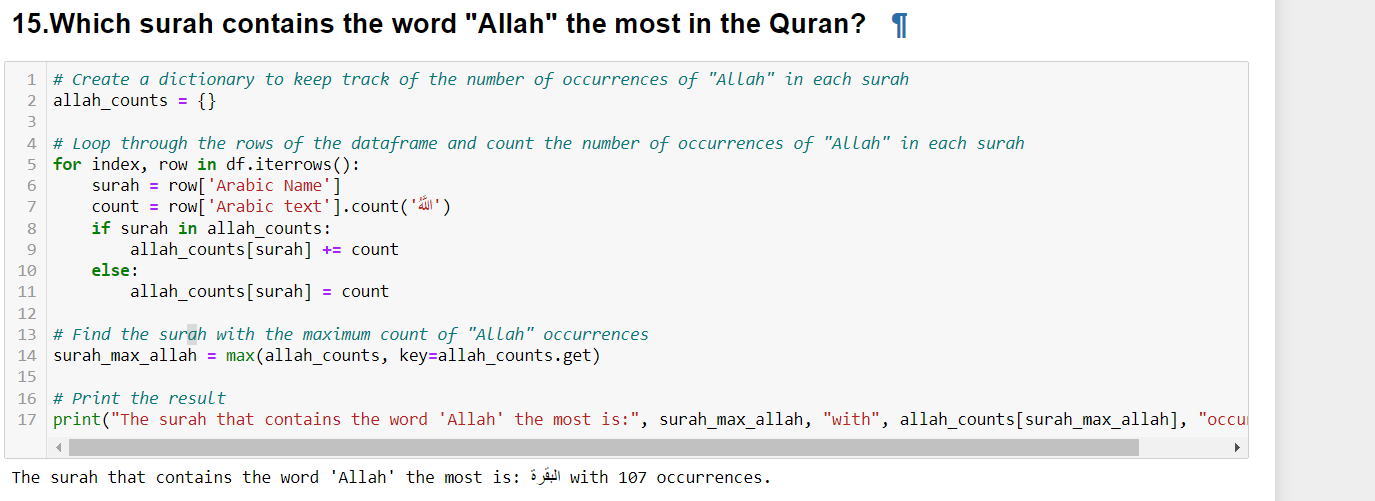 15.Which surah contains the word "Allah" the most in the Quran? ¶
1 # Create a dictionary to keep track of the number of occurrences of "Allah" in each surah
2 allah_counts = {}
3
4 # Loop through the rows of the dataframe and count the number of occurrences of "Allah" in each surah
5 for index, row in df.iterrows():
6     surah = row['Arabic Name']
7     count = row['Arabic text'].count('اللَّهُ')
8     if surah in allah_counts:
9         allah_counts[surah] += count
10     else:
11         allah_counts[surah] = count
12
13 # Find the surah with the maximum count of "Allah" occurrences
14 surah_max_allah = max(allah_counts, key=allah_counts.get)
15
16 # Print the result
17 print("The surah that contains the word 'Allah' the most is:", surah_max_allah, "with", allah_counts[surah_max_allah], "occu
The surah that contains the word 'Allah' the most is: البَقَرَة with 107 occurrences.